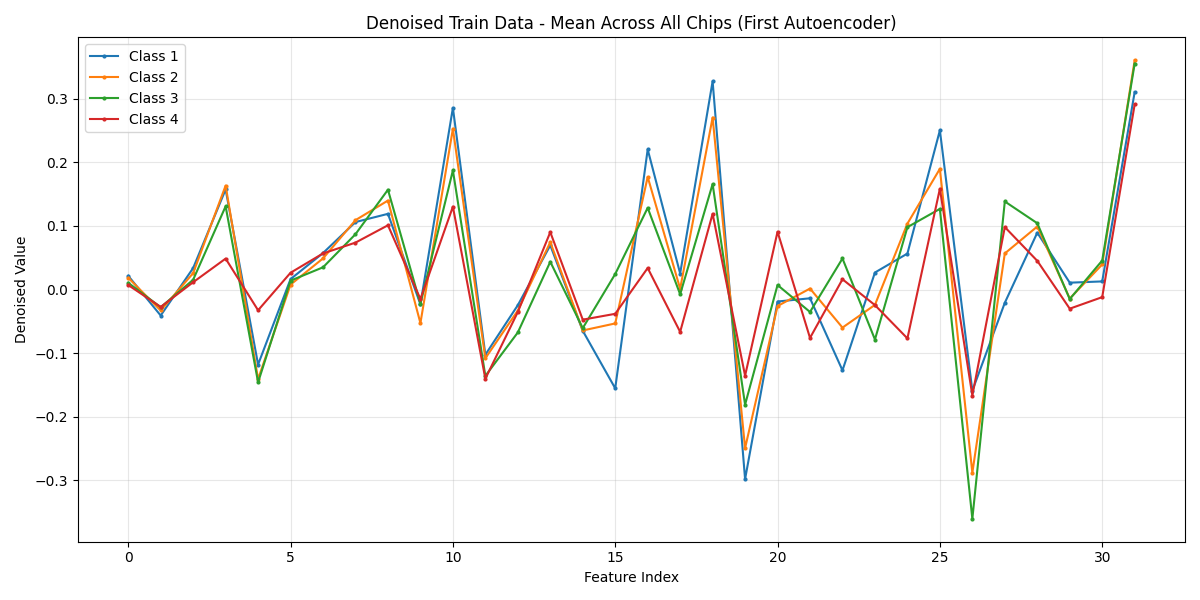 Denoised Train Data - Mean Across All Chips (First Autoencoder)
Class 1
Class 2
Class 3
Class 4
Denoised Value
0.3
0.2
0.1
0.0
−0.1
−0.2
−0.3
0 5 10 15 20 25 30
Feature Index